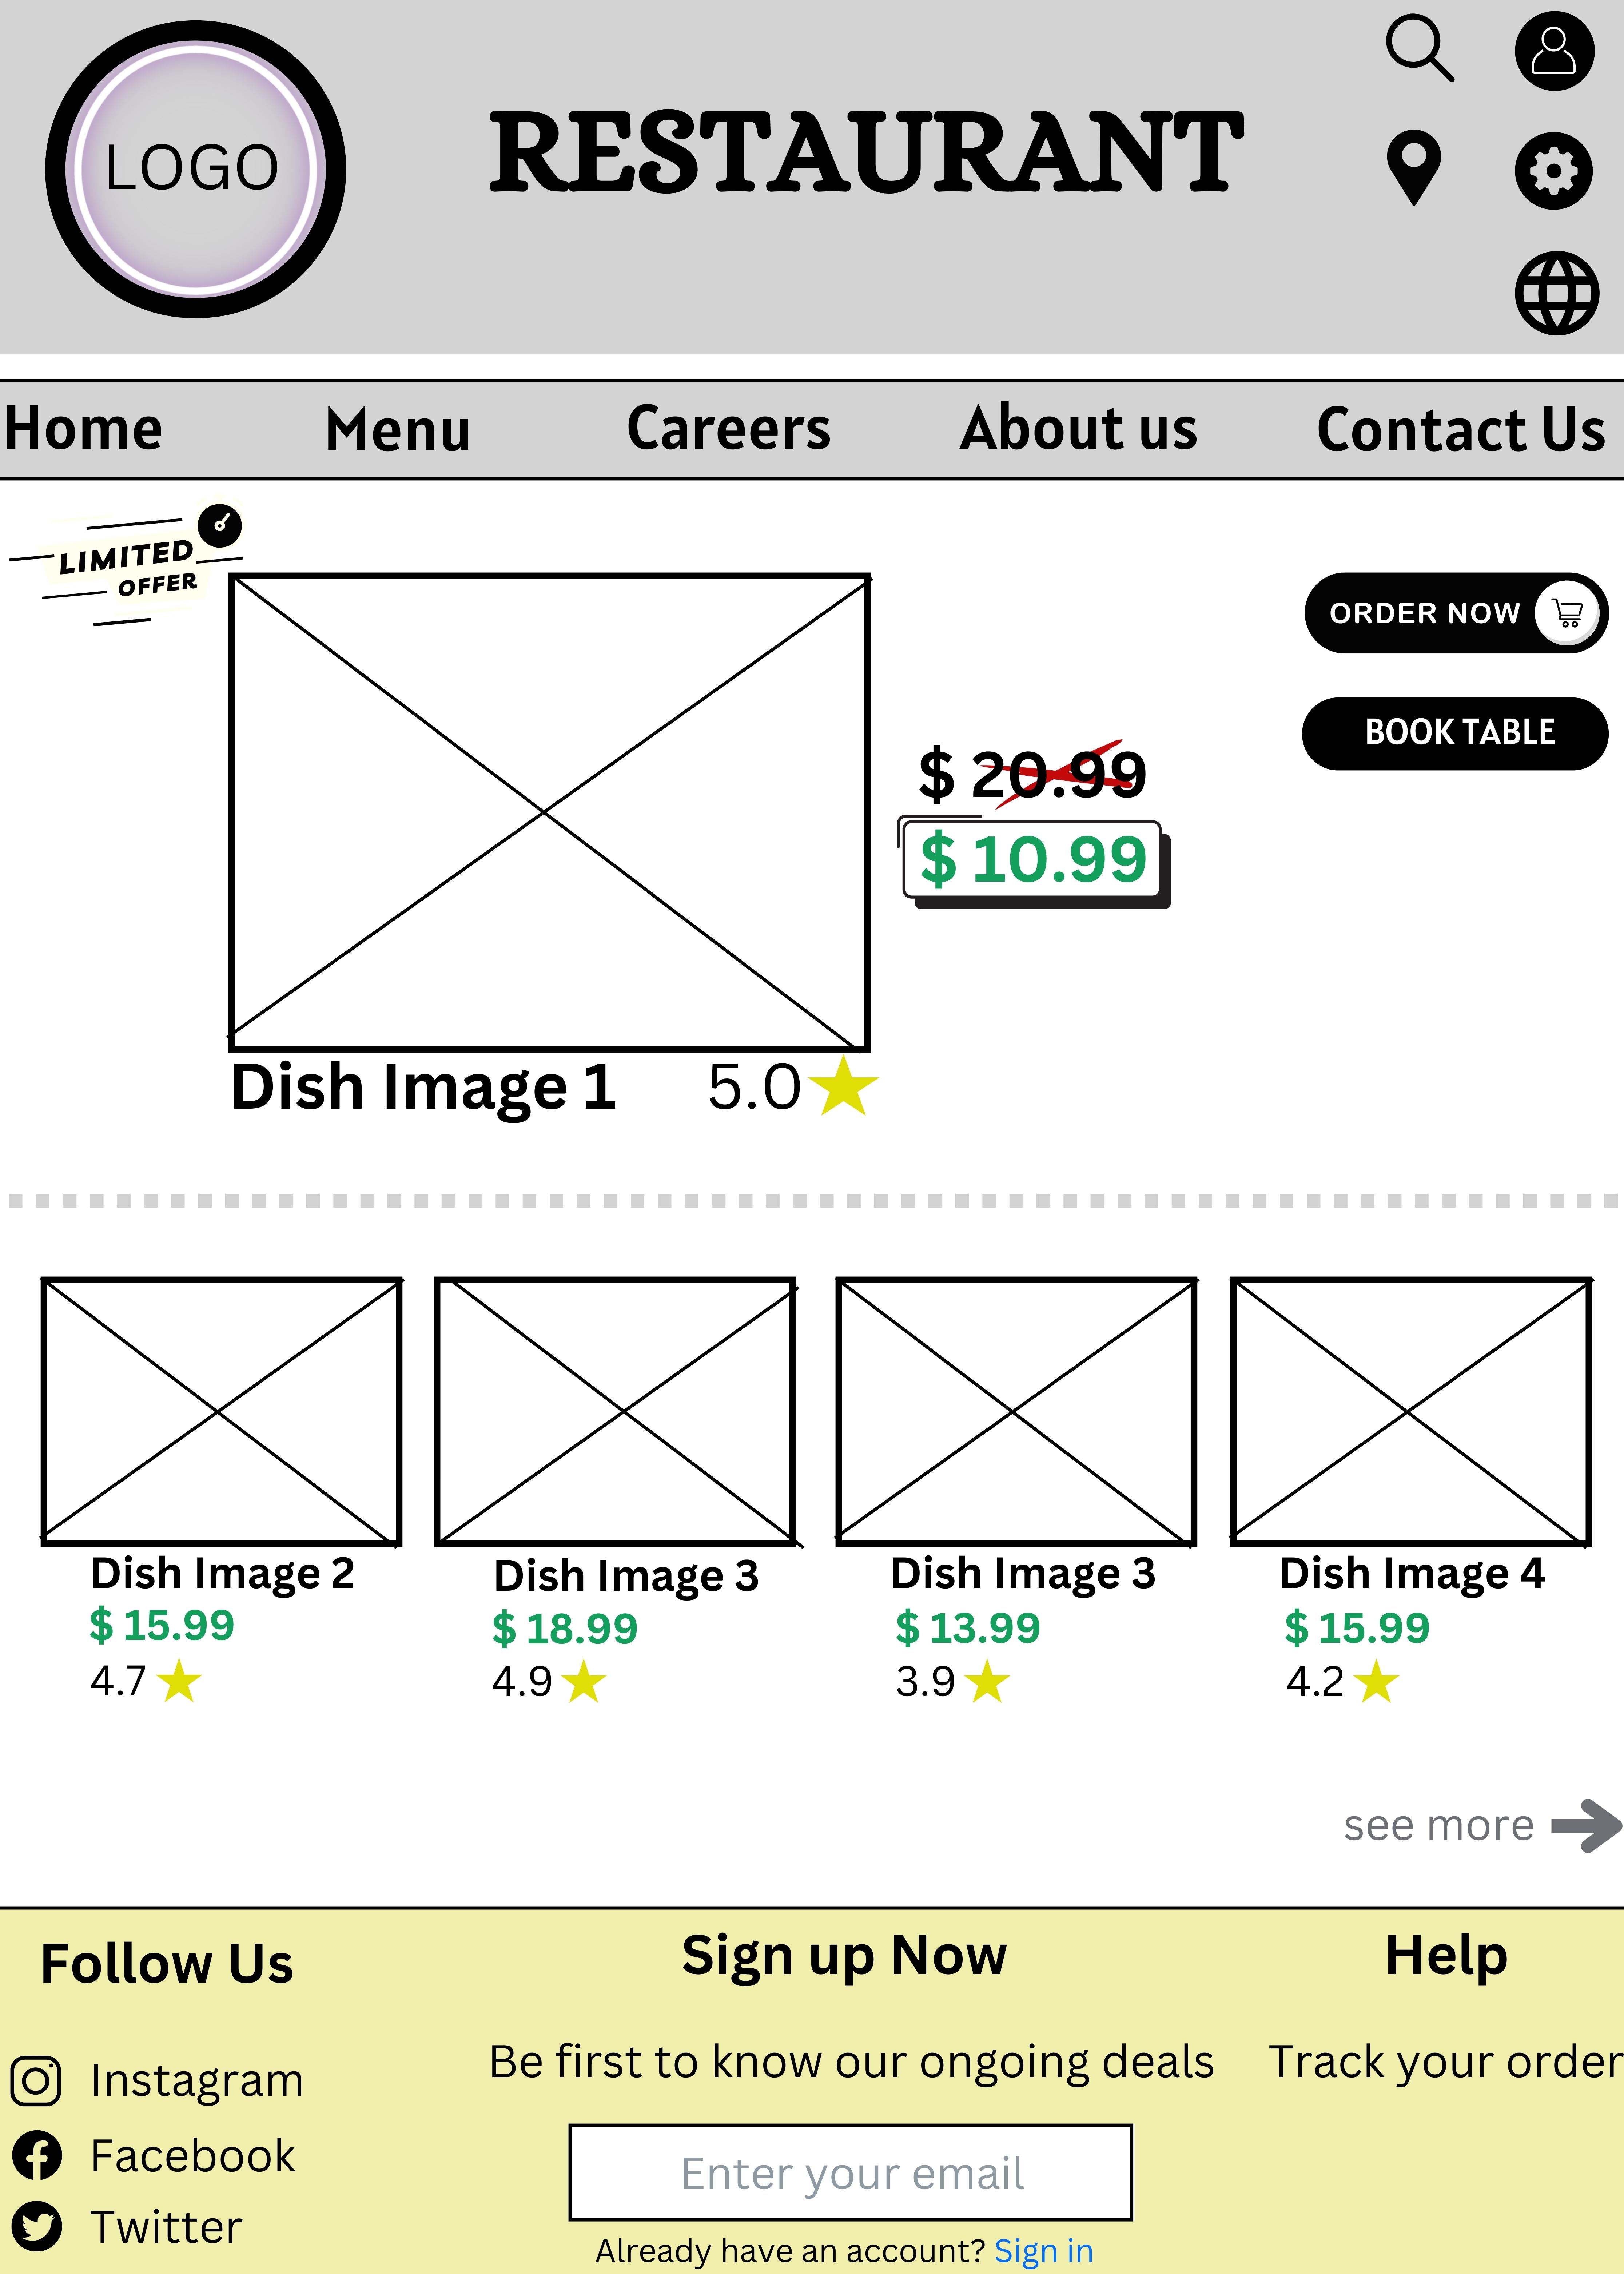 LOGO
RESTAURANT
Home Menu Careers About us Contact Us
LIMITED
OFFER
ORDER NOW
BOOK TABLE
$ 20.99
$ 10.99
Dish Image 1 5.0
Dish Image 2 Dish Image 3 Dish Image 3 Dish Image 4
$ 15.99 $ 18.99 $ 13.99 $ 15.99
4.7 4.9 3.9 4.2
see more
Follow Us Sign up Now Help
Be first to know our ongoing deals Track your order
Instagram
Facebook
Enter your email
Twitter
Already have an account? Sign in